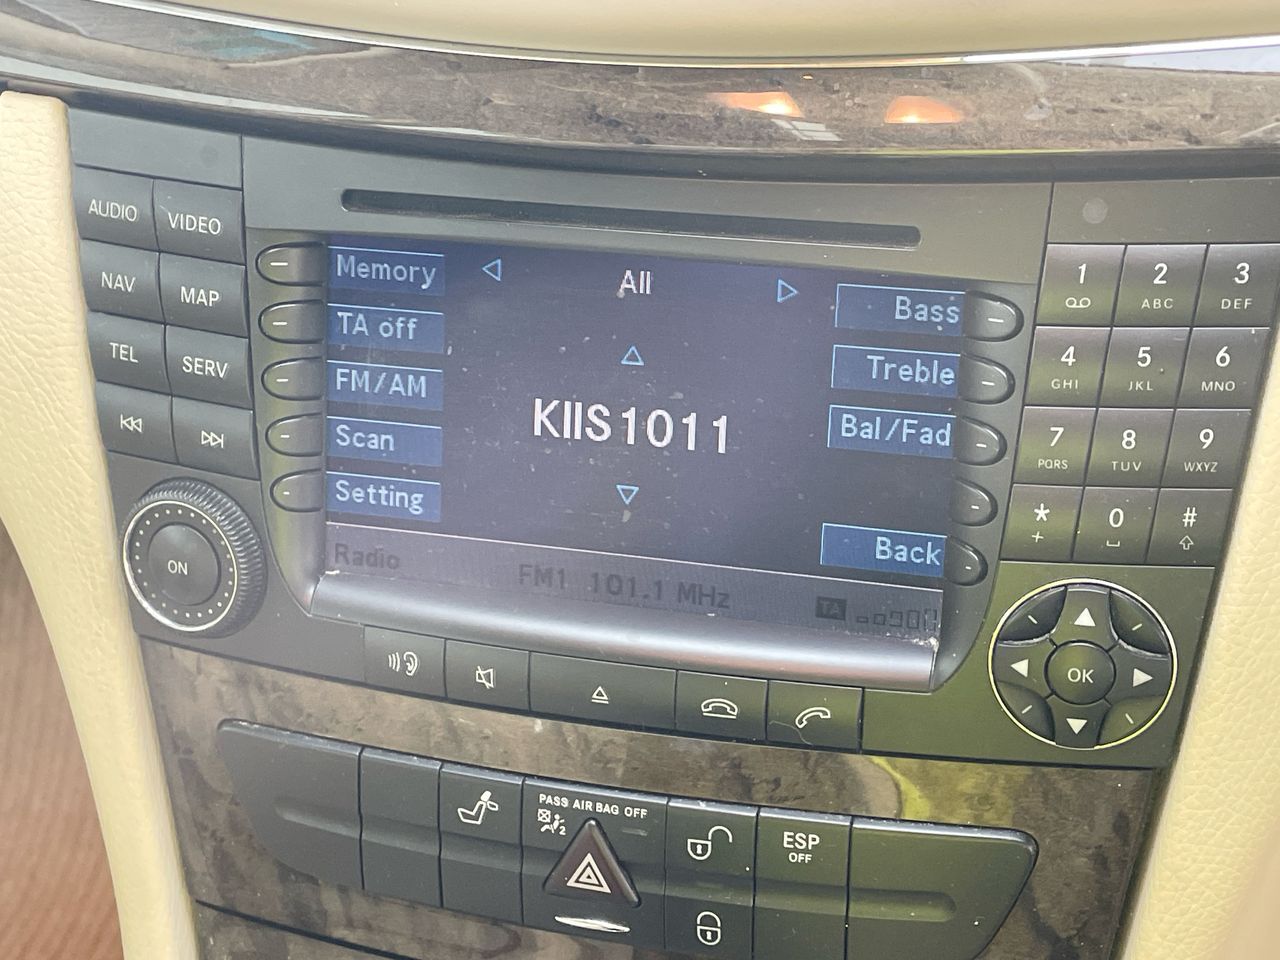 AUDIO VIDEO
NAV MAP
TEL SERV
ON
Memory
TA off
FM/AM
Scan
Setting
All
KIIS1011
Bass
Treble
Bal/Fad
Back
Radio FM1 101.1 MHz TA
1 2 ABC 3 DEF
4 GHI 5 JKL 6 MNO
7 PQRS 8 TUV 9 WXYZ
* + 0 #
OK
PASS AIR BAG OFF
2
ESP
OFF